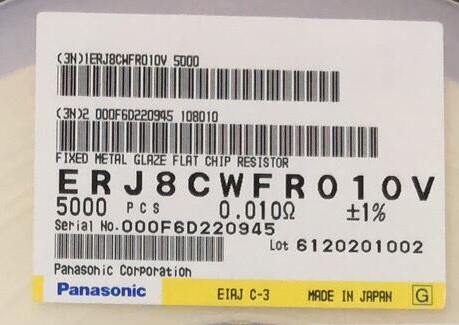 (3N)1ERJ8CWFR010V 5000
(3N)2 000F6D220945 108010
FIXED METAL GLAZE FLAT CHIP RESISTOR
ERJ8CWFR010V
5000 PCS 0.010Ω ±1%
Serial No.000F6D220945
Lot 6120201002
Panasonic Corporation
Panasonic EIAJ C-3 MADE IN JAPAN G